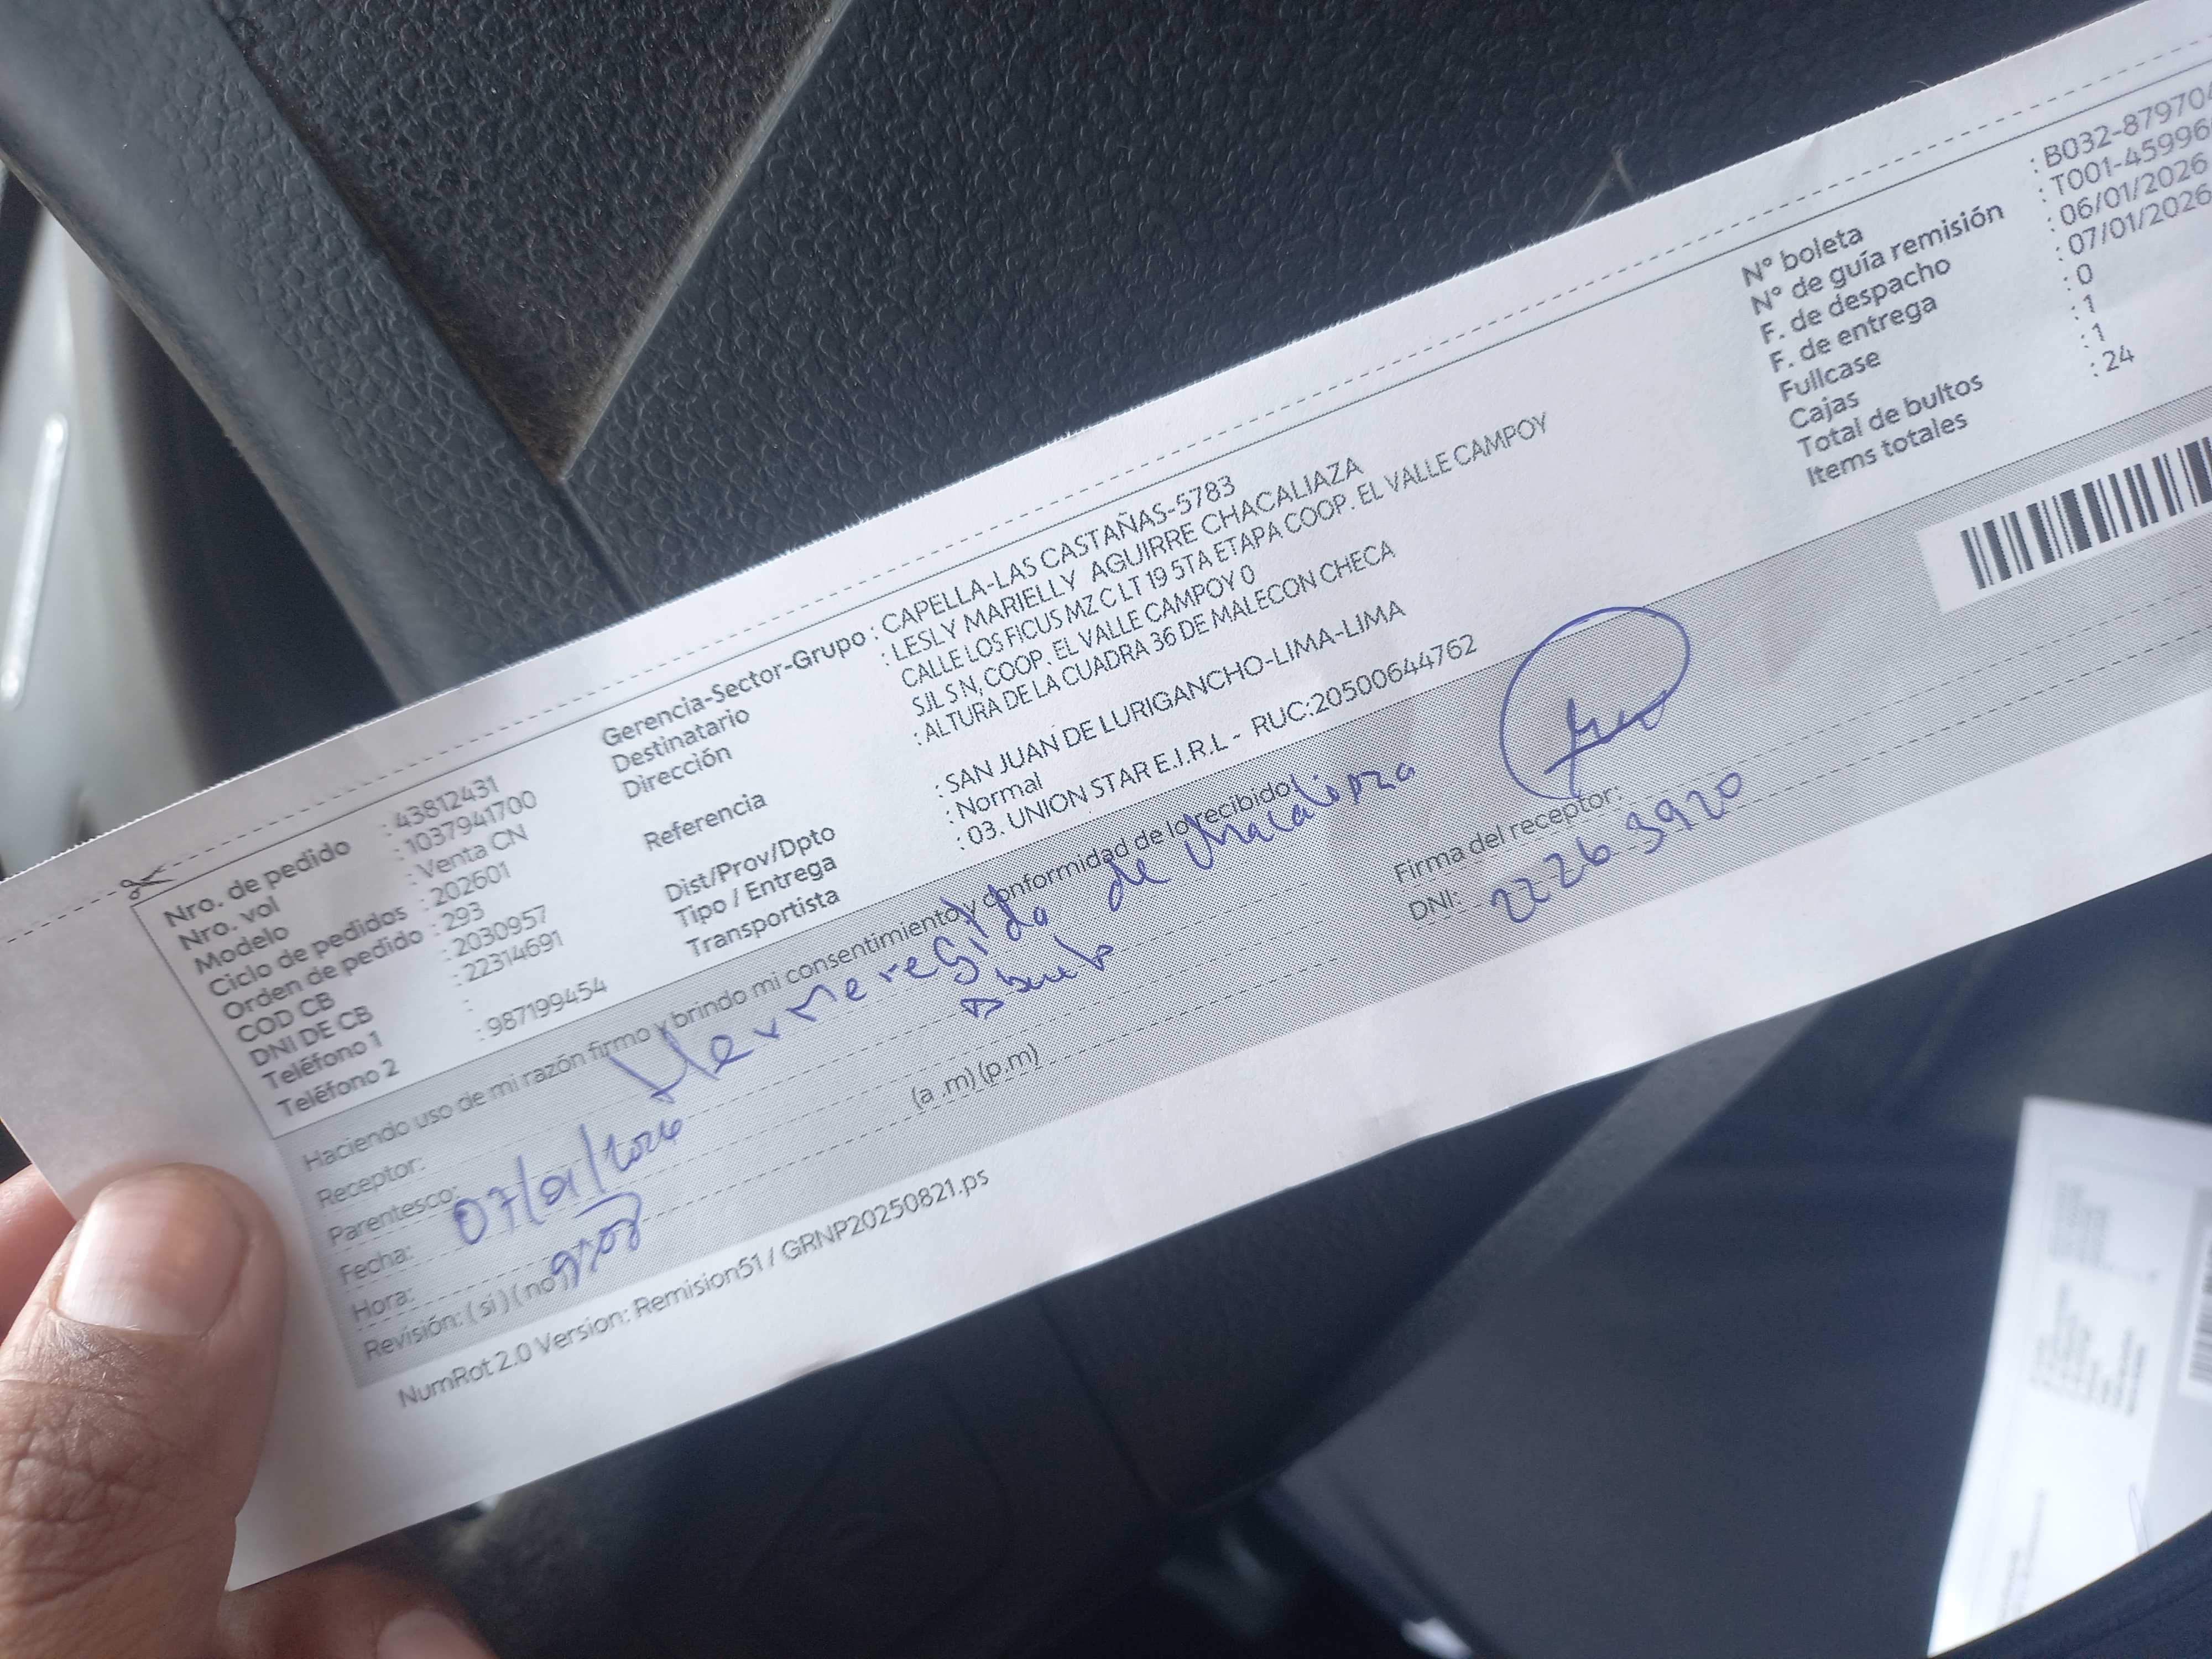 Nro. de pedido : 43812431
Nro. vol : 1037941700
Modelo : Venta CN
Ciclo de pedidos : 202601
Orden de pedido : 293
COD CB : 2030957
DNI DE CB : 22314691
Teléfono 1 :
Teléfono 2 : 987199454
Gerencia-Sector-Grupo : CAPELLA-LAS CASTAÑAS-5783
Destinatario : LESLY MARIELLY AGUIRRE CHACALIAZA
Dirección CALLE LOS FICUS MZ C LT 19 5TA ETAPA COOP. EL VALLE CAMPOY
SJL S N, COOP. EL VALLE CAMPOY 0
Referencia : ALTURA DE LA CUADRA 36 DE MALECON CHECA
Dist/Prov/Dpto : SAN JUAN DE LURIGANCHO-LIMA-LIMA
Tipo / Entrega : Normal
Transportista : 03. UNION STAR E.I.R.L - RUC:20500644762
N° boleta : B032-87970
N° de guía remisión : T001-45996
F. de despacho : 06/01/2026
F. de entrega : 07/01/2026
Fullcase : 0
Cajas : 1
Total de bultos : 1
Items totales : 24
Haciendo uso de mi razón firmo y brindo mi consentimiento y conformidad de lo recibido
Receptor: Hermeregildo de
Parentesco:
Fecha: 07/01/2026
Hora: (a .m) (p.m)
Revisión: ( si ) ( no )
Firma del receptor:
DNI: 22263920
NumRot 2.0 Version: Remision51 / GRNP20250821.ps